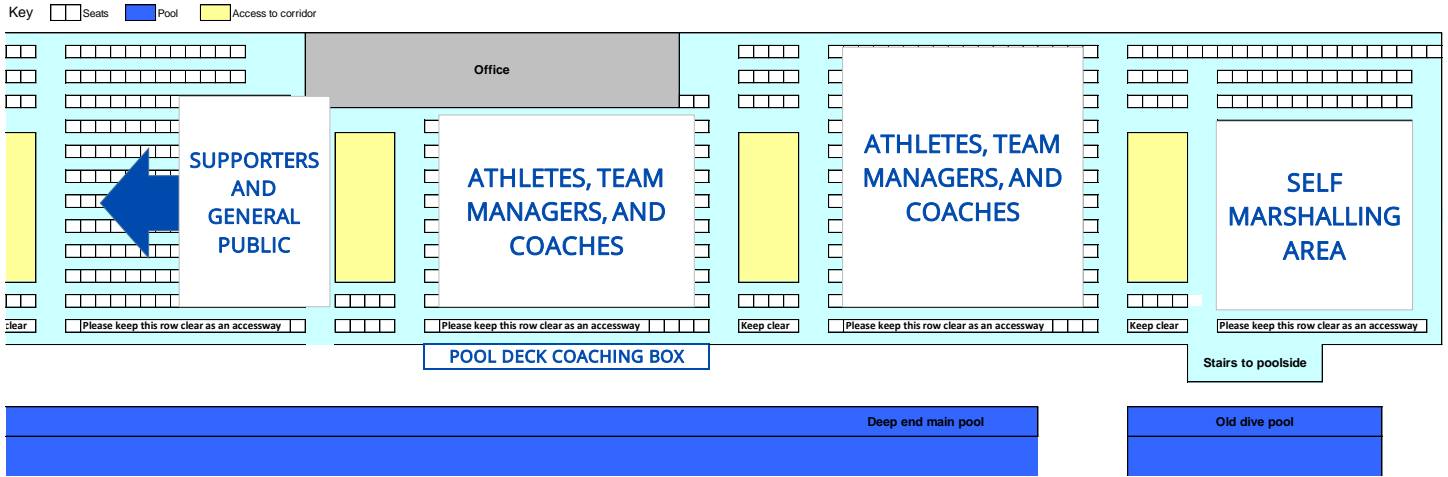 Key Seats Pool Access to corridor
Office
SUPPORTERS
AND
GENERAL
PUBLIC
ATHLETES, TEAM
MANAGERS, AND
COACHES
ATHLETES, TEAM
MANAGERS, AND
COACHES
SELF
MARSHALLING
AREA
clear
Please keep this row clear as an accessway
Please keep this row clear as an accessway
Keep clear
Please keep this row clear as an accessway
Keep clear
Please keep this row clear as an accessway
POOL DECK COACHING BOX
Stairs to poolside
Deep end main pool
Old dive pool